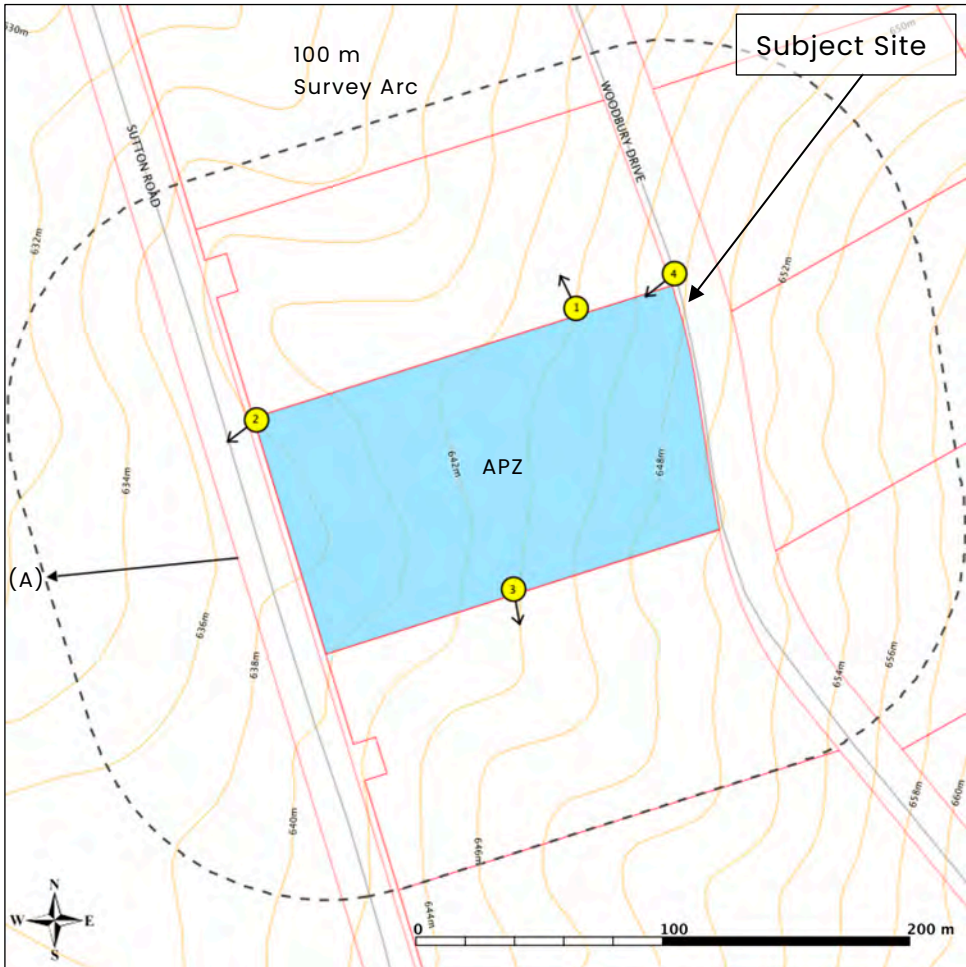 630m
100 m
Survey Arc
650m
Subject Site
SUTTON ROAD
WOODBURY DRIVE
632m
652m
4
1
2
642m
APZ
648m
634m
(A)
3
636m
638m
654m
656m
640m
646m
658m
660m
644m
N
W E
S
0 100 200 m